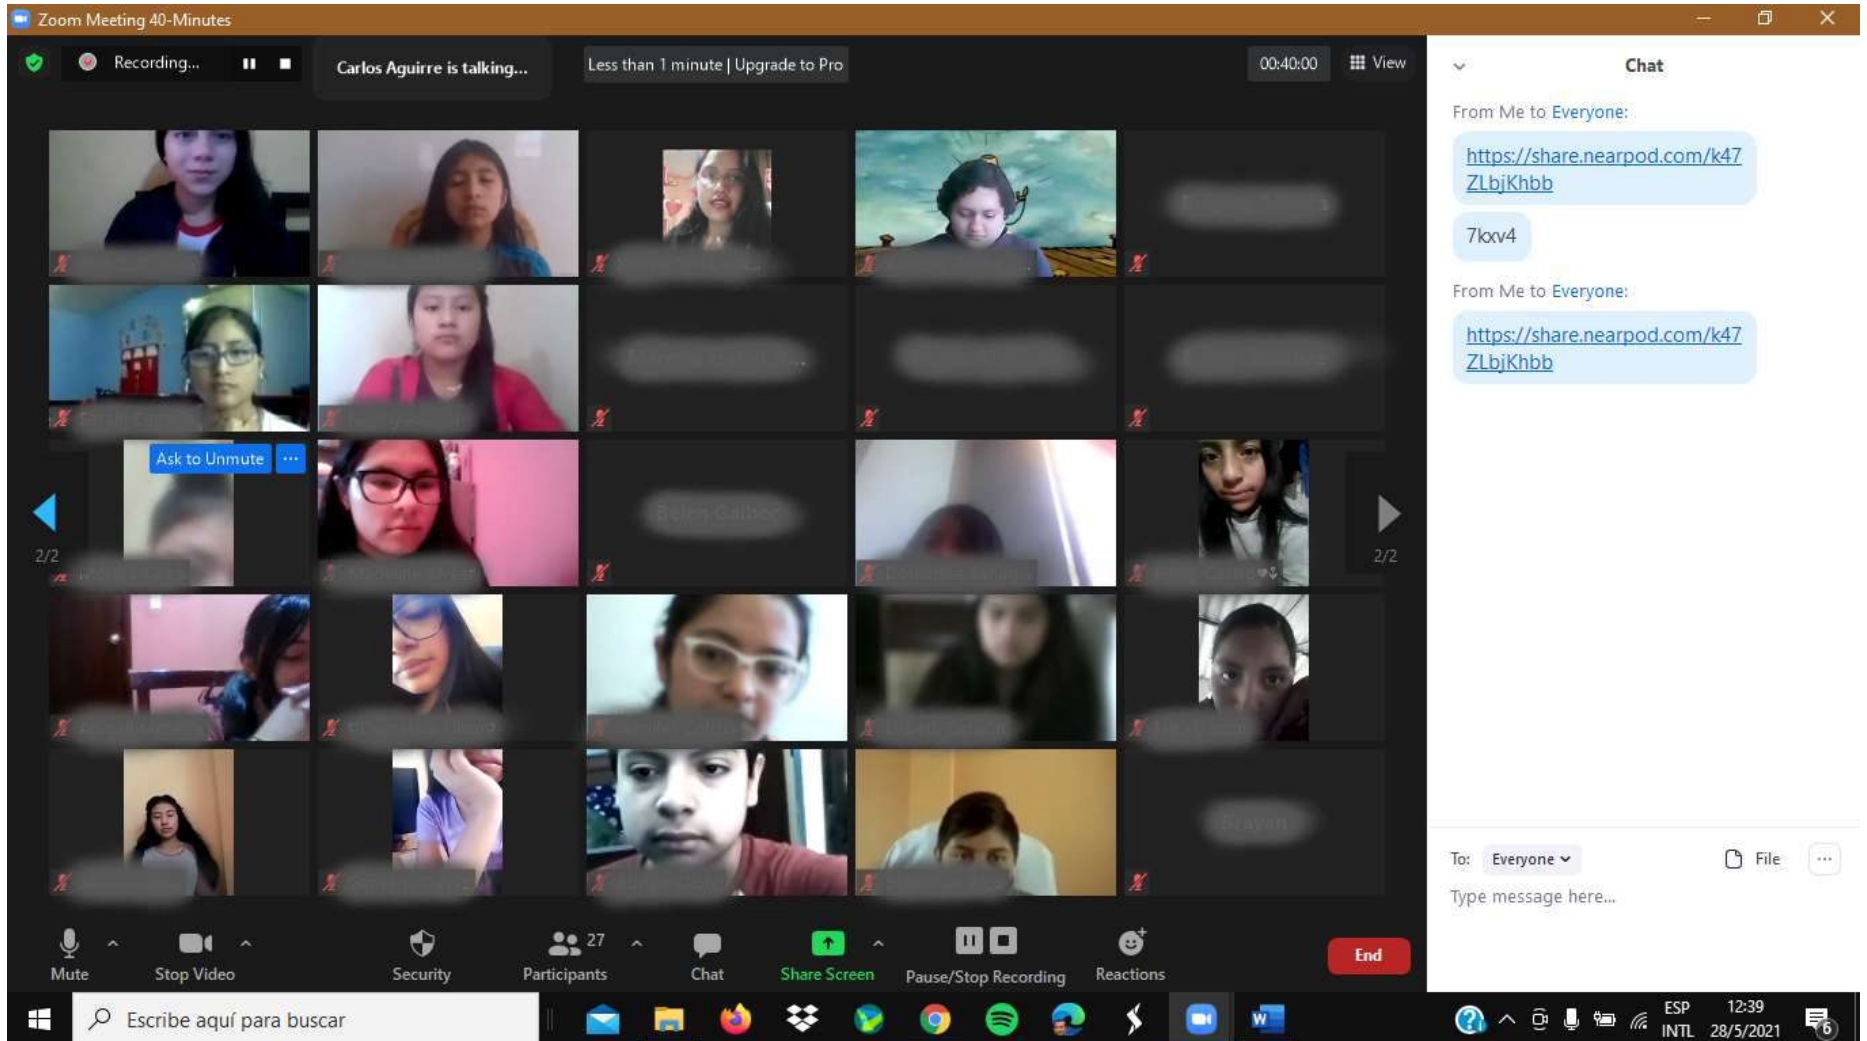 Zoom Meeting 40-Minutes
Recording...
Carlos Aguirre is talking...
Less than 1 minute | Upgrade to Pro
00:40:00
View
Ask to Unmute
...
2/2
2/2
Mute
Stop Video
Security
Participants
27
Chat
Share Screen
Pause/Stop Recording
Reactions
End
Chat
From Me to Everyone:
https://share.nearpod.com/k47
ZLbjKhbb
7kxv4
From Me to Everyone:
https://share.nearpod.com/k47
ZLbjKhbb
To: Everyone
File
...
Type message here...
Escribe aquí para buscar
W
ESP
INTL
12:39
28/5/2021
6